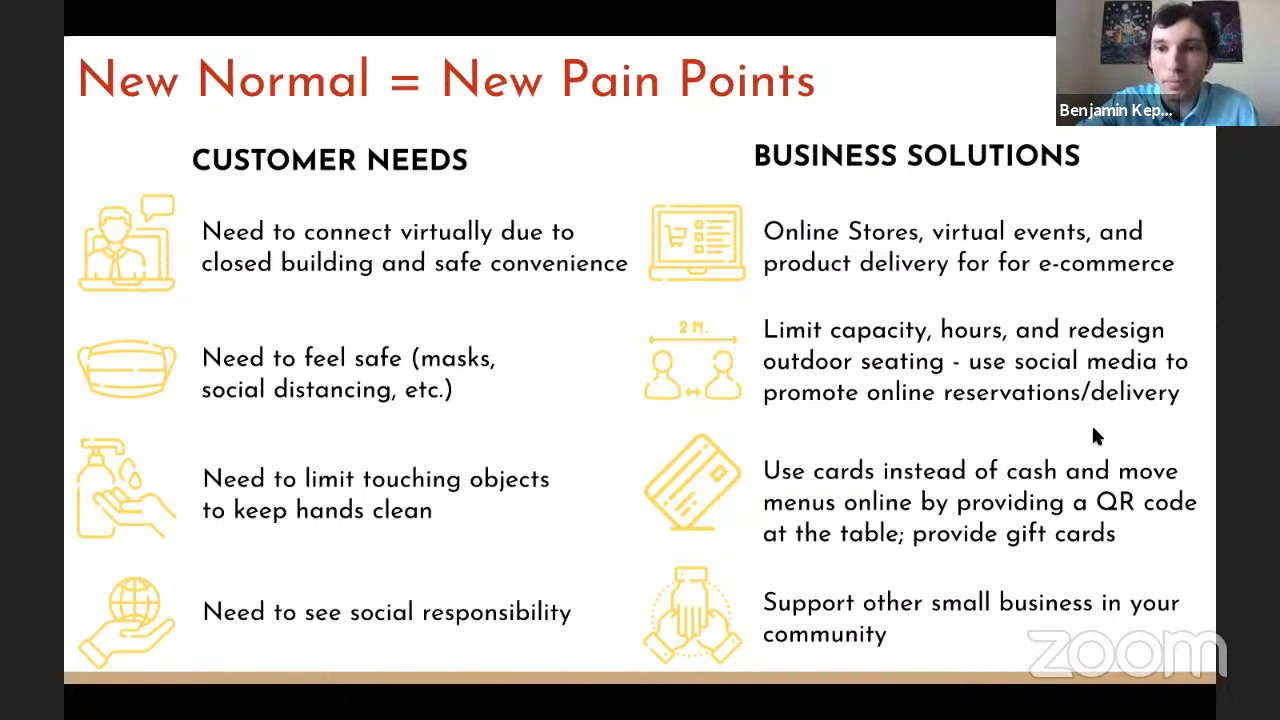 New Normal = New Pain Points
Benjamin Kep...
CUSTOMER NEEDS
BUSINESS SOLUTIONS
Need to connect virtually due to
closed building and safe convenience
Online Stores, virtual events, and
product delivery for for e-commerce
Need to feel safe (masks,
social distancing, etc.)
2 M.
Limit capacity, hours, and redesign
outdoor seating - use social media to
promote online reservations/delivery
Need to limit touching objects
to keep hands clean
Use cards instead of cash and move
menus online by providing a QR code
at the table; provide gift cards
Need to see social responsibility
Support other small business in your
community
zoom